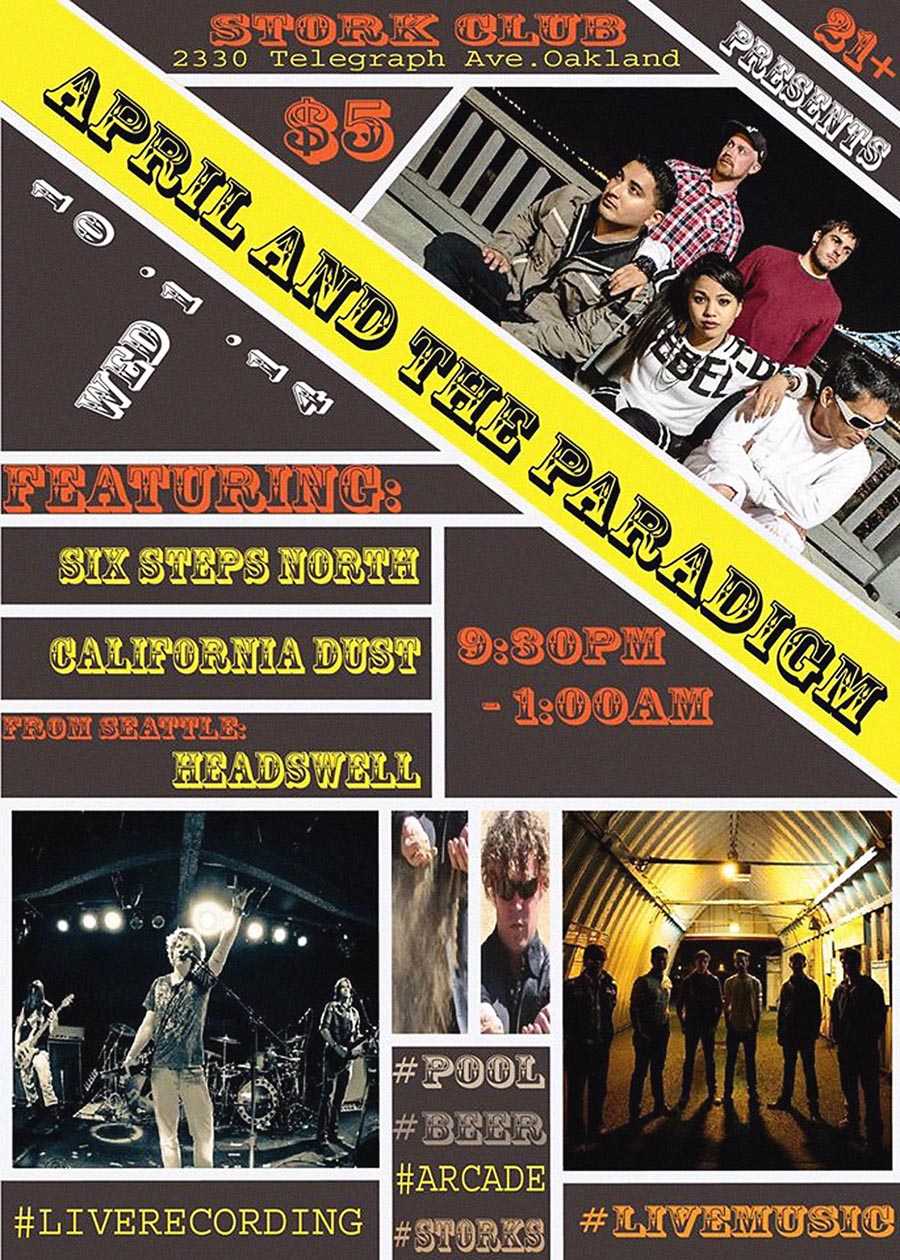 STORK CLUB
2330 Telegraph Ave.Oakland
21+
PRESENTS
$5
APRIL AND THE PARADIGM
10.1.14
WED
REBEL
FEATURING:
SIX STEPS NORTH
CALIFORNIA DUST
FROM SEATTLE:
HEADSWELL
9:30PM
- 1:00AM
#POOL
#BEER
#ARCADE
#STORKS
#LIVERECORDING
#LIVEMUSIC